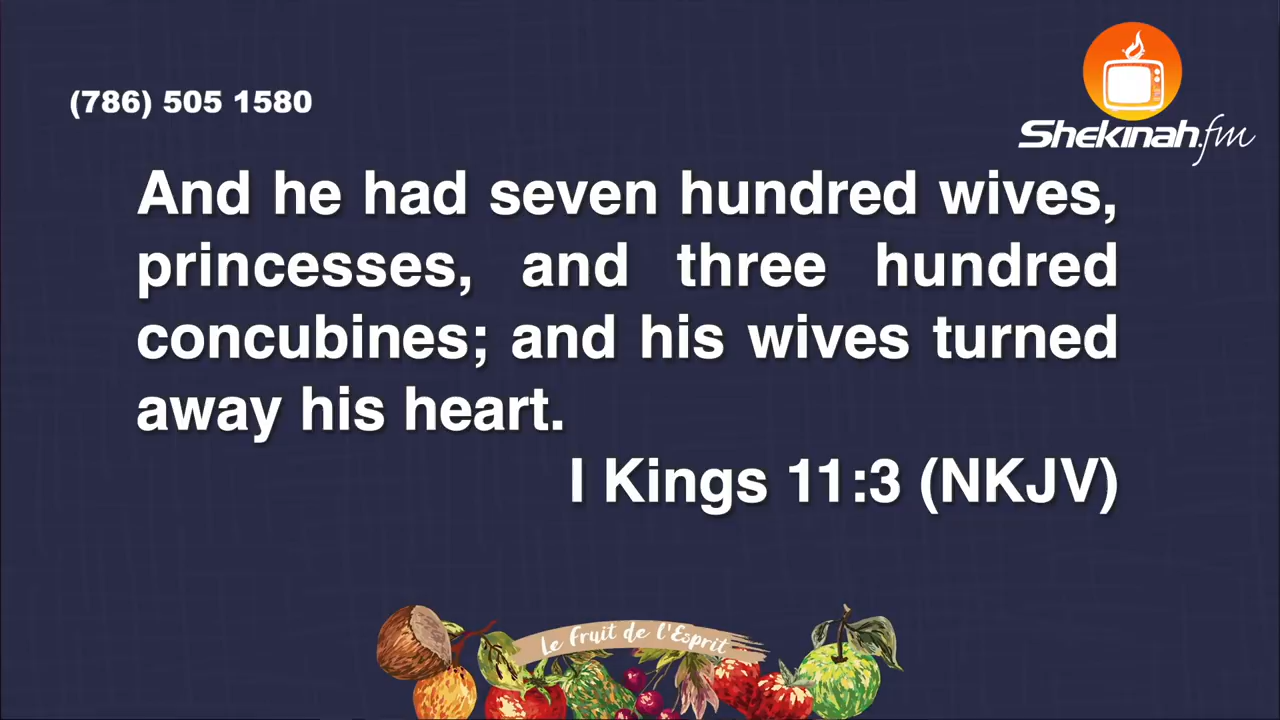 (786) 505 1580
Shekinah.fm
And he had seven hundred wives,
princesses, and three hundred
concubines; and his wives turned
away his heart.
I Kings 11:3 (NKJV)
Le Fruit de l'Esprit